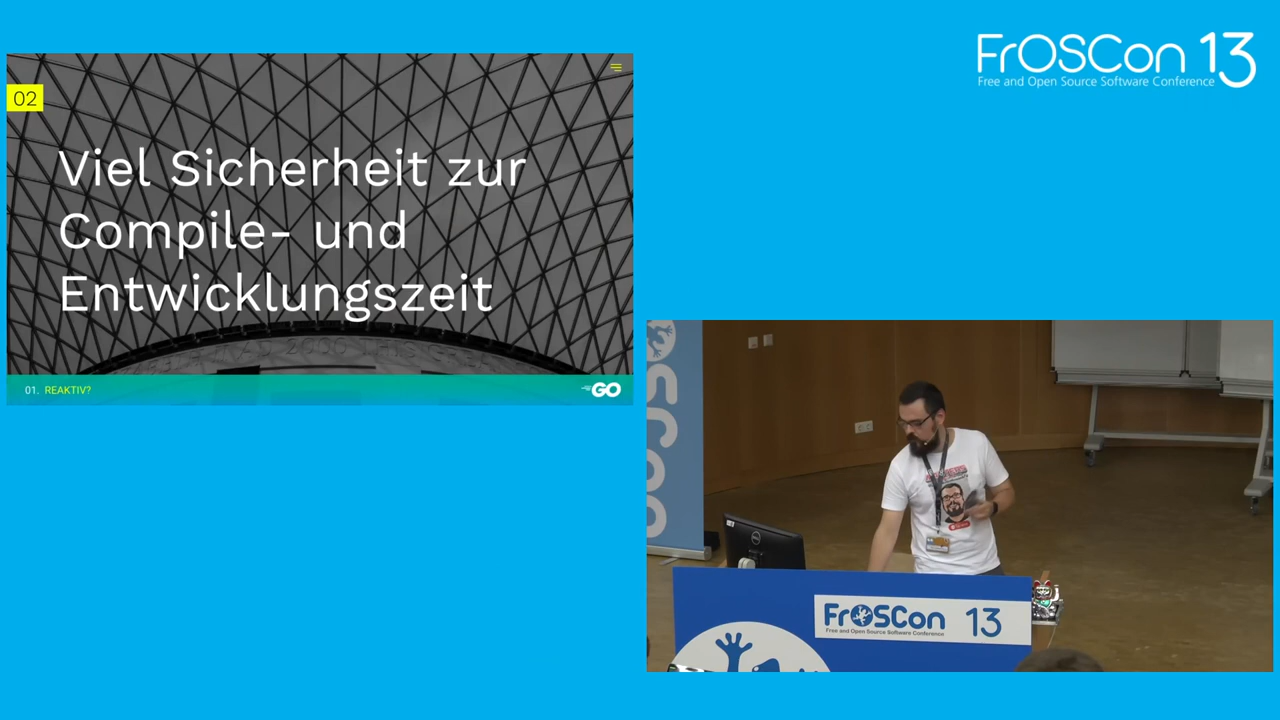 FrOSCon 13
Free and Open Source Software Conference
02
Viel Sicherheit zur
Compile- und
Entwicklungszeit
01. REAKTIV?
GO
FrOSCon 13
Free and Open Source Software Conference
DELL